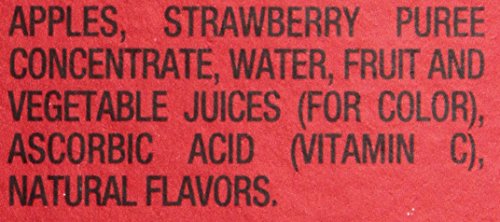 APPLES, STRAWBERRY PUREE
CONCENTRATE, WATER, FRUIT AND
VEGETABLE JUICES (FOR COLOR),
ASCORBIC ACID (VITAMIN C),
NATURAL FLAVORS.